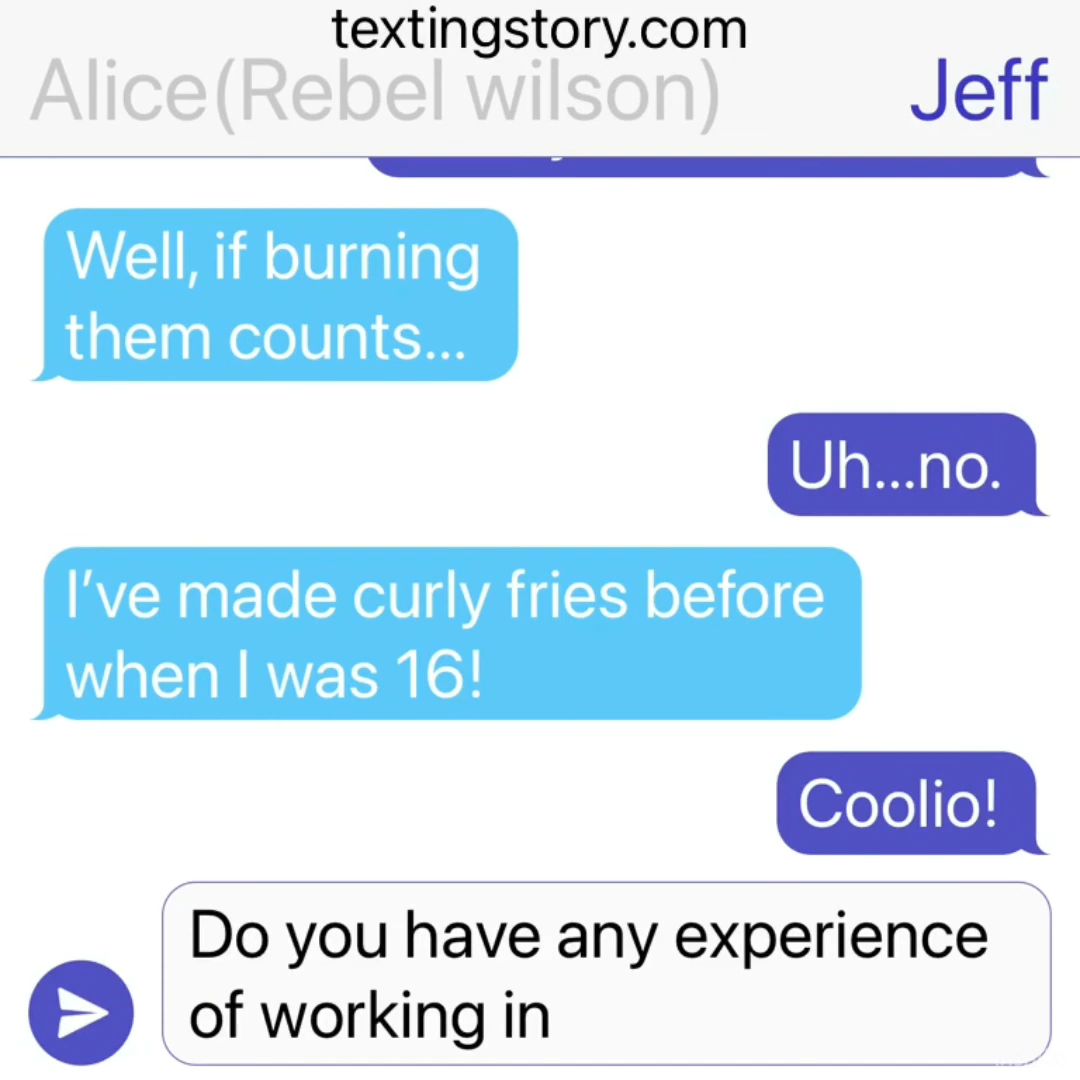 textingstory.com
Alice(Rebel wilson) Jeff
Well, if burning
them counts...
Uh...no.
I've made curly fries before
when I was 16!
Coolio!
Do you have any experience
of working in